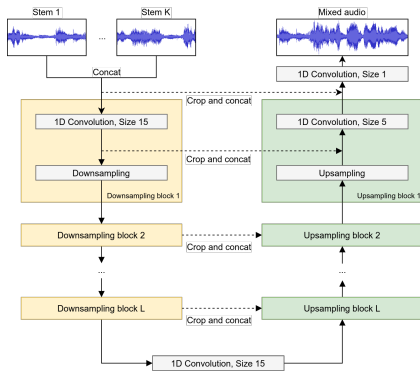 Stem 1
...
Stem K
Mixed audio
Concat
1D Convolution, Size 1
Crop and concat
1D Convolution, Size 15
1D Convolution, Size 5
Crop and concat
Downsampling
Upsampling
Downsampling block 1
Upsampling block 1
Downsampling block 2
Upsampling block 2
Crop and concat
...
...
Downsampling block L
Upsampling block L
Crop and concat
1D Convolution, Size 15